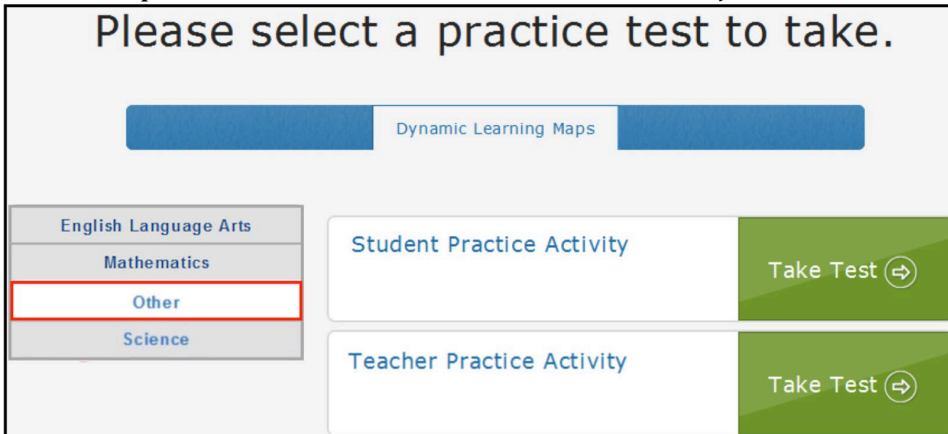 Please select a practice test to take.
Dynamic Learning Maps
English Language Arts
Mathematics
Other
Science
Student Practice Activity
Take Test
Teacher Practice Activity
Take Test